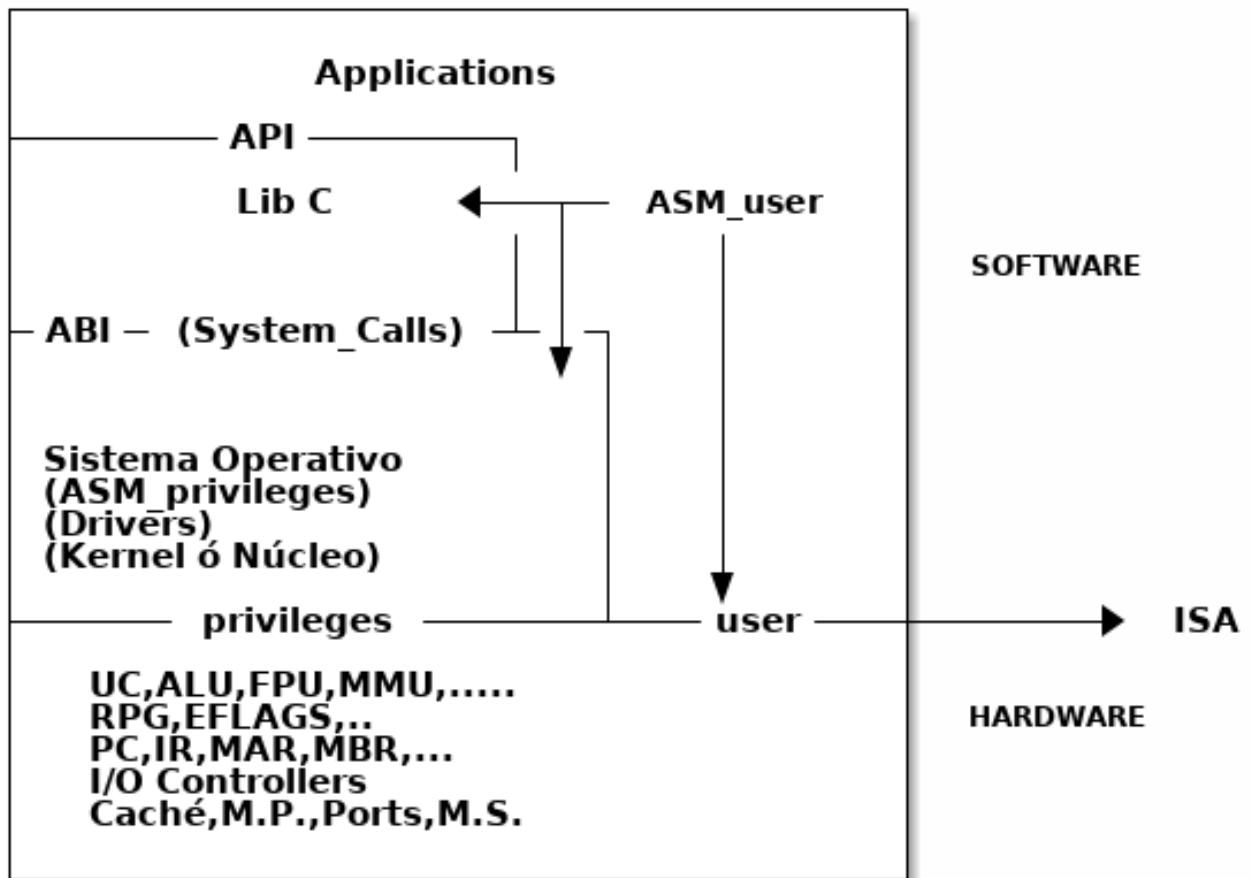 Applications
API
Lib C
ASM_user
SOFTWARE
ABI
(System_Calls)
Sistema Operativo
(ASM_privileges)
(Drivers)
(Kernel ó Núcleo)
privileges
user
ISA
UC,ALU,FPU,MMU,.....
RPG,EFLAGS,..
HARDWARE
PC,IR,MAR,MBR,...
I/O Controllers
Caché,M.P.,Ports,M.S.